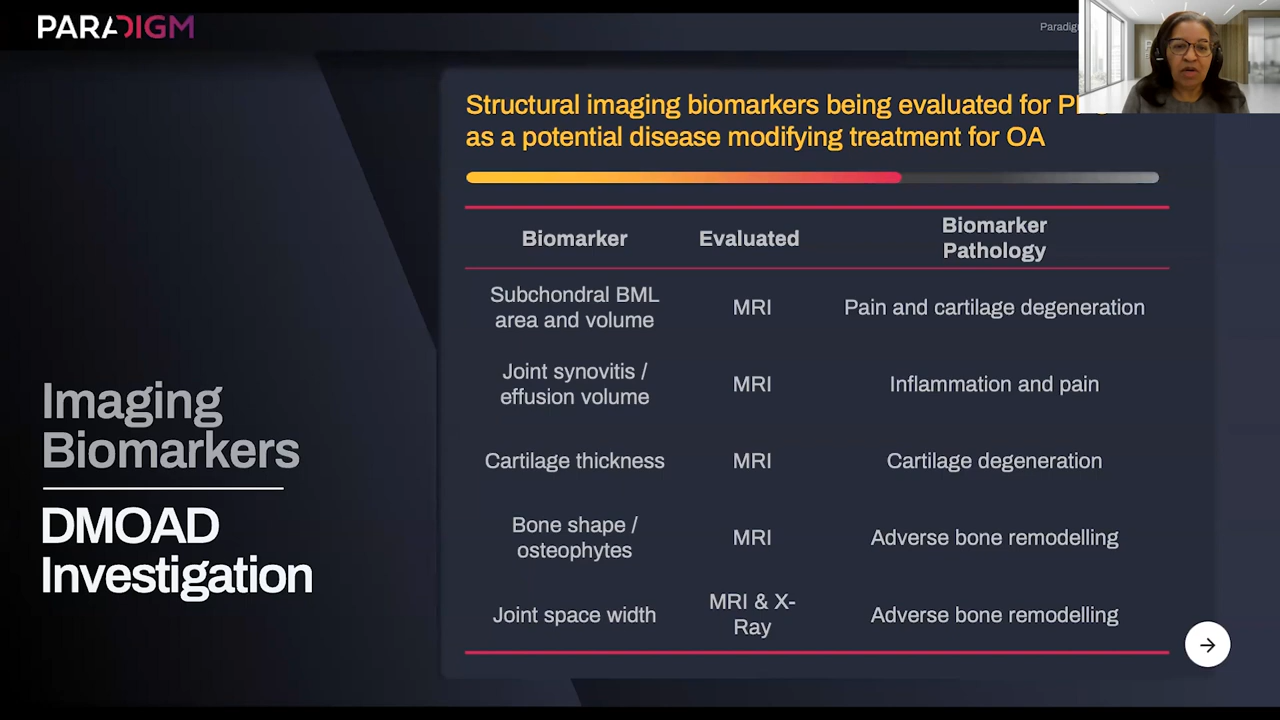 PARADIGM
Structural imaging biomarkers being evaluated for
as a potential disease modifying treatment for OA
Biomarker
Evaluated
Biomarker
Pathology
Subchondral BML
area and volume
MRI
Pain and cartilage degeneration
Joint synovitis /
effusion volume
MRI
Inflammation and pain
Cartilage thickness
MRI
Cartilage degeneration
Bone shape /
osteophytes
MRI
Adverse bone remodelling
Joint space width
MRI & X-
Ray
Adverse bone remodelling
Imaging
Biomarkers
DMOAD
Investigation